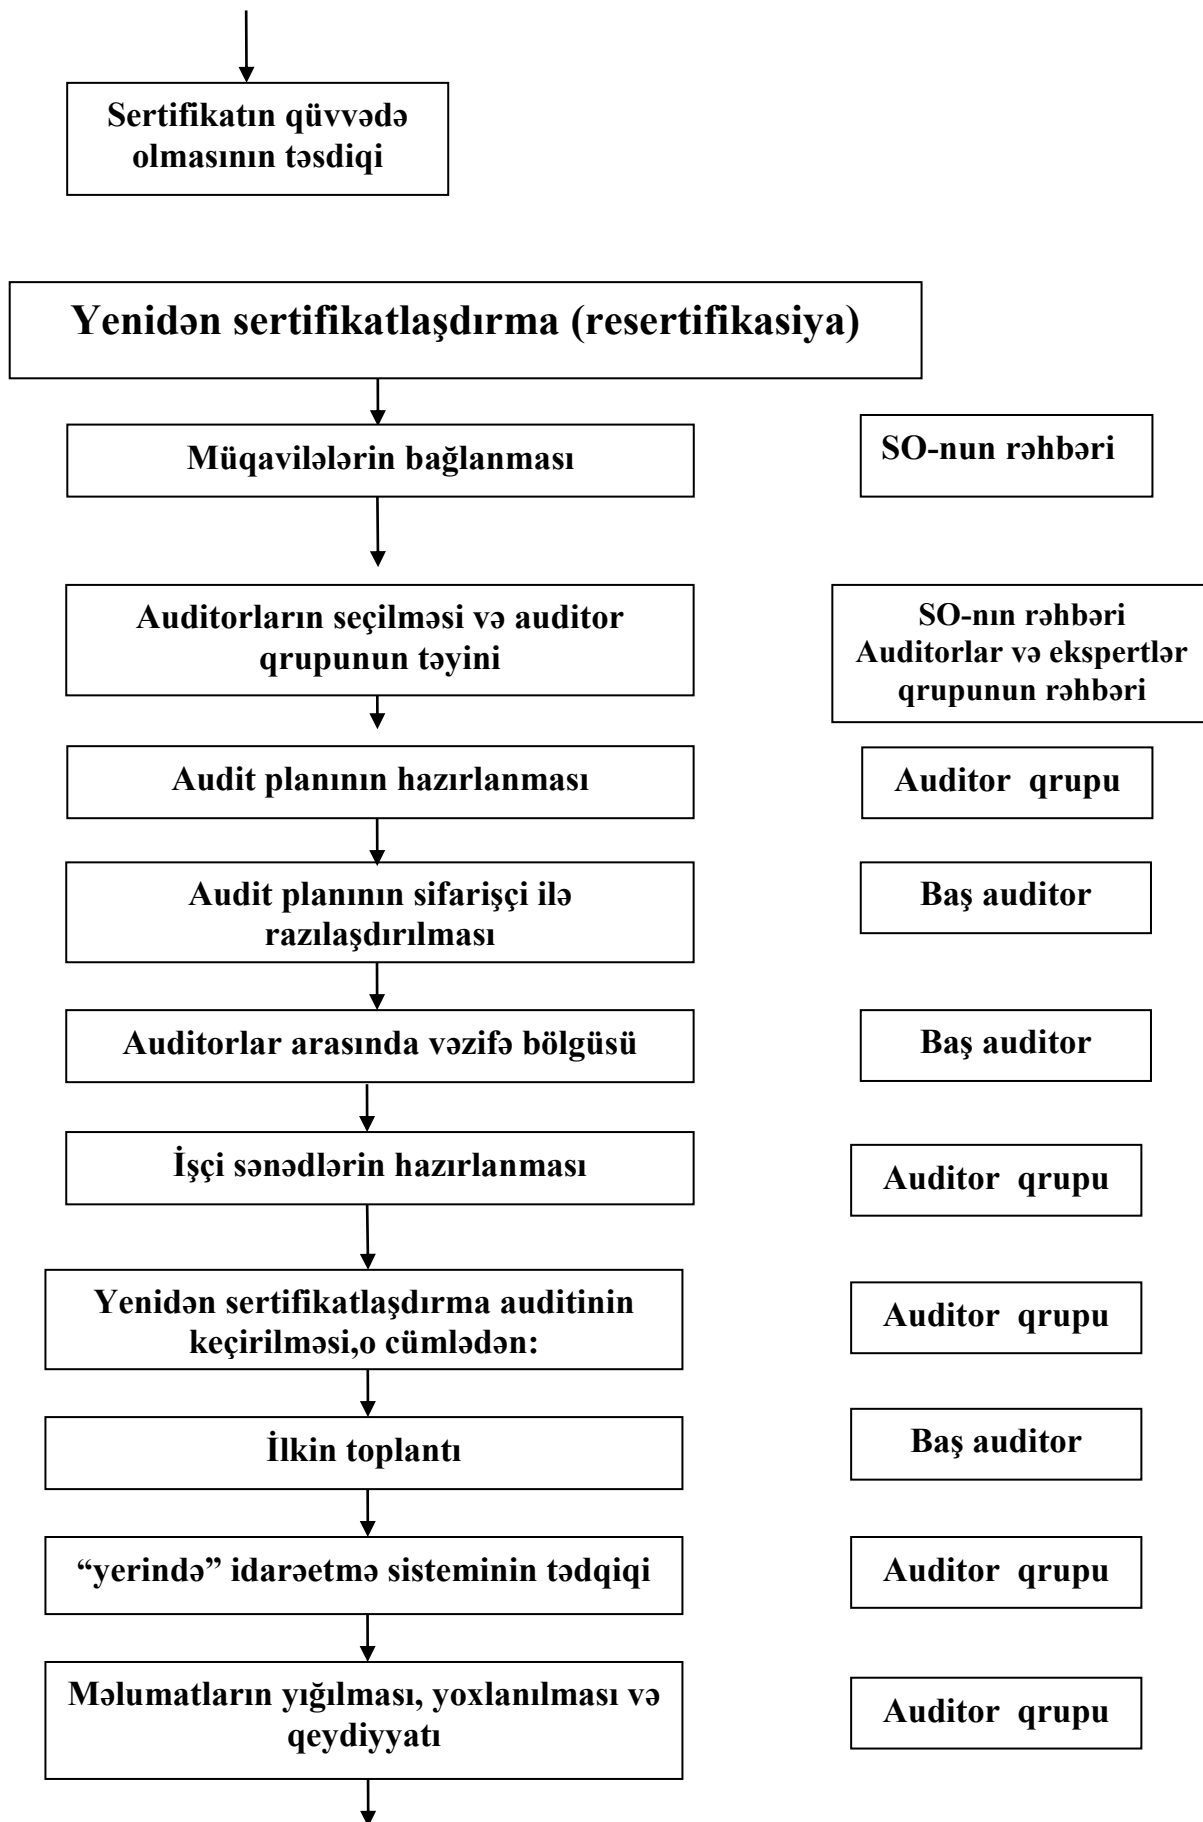 Sertifikatın qüvvədə
olmasının təsdiqi
Yenidən sertifikatlaşdırma (resertifikasiya)
Müqavilələrin bağlanması
SO-nun rəhbəri
Auditorların seçilməsi və auditor
qrupunun təyini
SO-nın rəhbəri
Auditorlar və ekspertlər
qrupunun rəhbəri
Audit planının hazırlanması
Auditor qrupu
Audit planının sifarişçi ilə
razılaşdırılması
Baş auditor
Auditorlar arasında vəzifə bölgüsü
Baş auditor
İşçi sənədlərin hazırlanması
Auditor qrupu
Yenidən sertifikatlaşdırma auditinin
keçirilməsi,o cümlədən:
Auditor qrupu
İlkin toplantı
Baş auditor
“yerində” idarəetmə sisteminin tədqiqi
Auditor qrupu
Məlumatların yığılması, yoxlanılması və
qeydiyyatı
Auditor qrupu